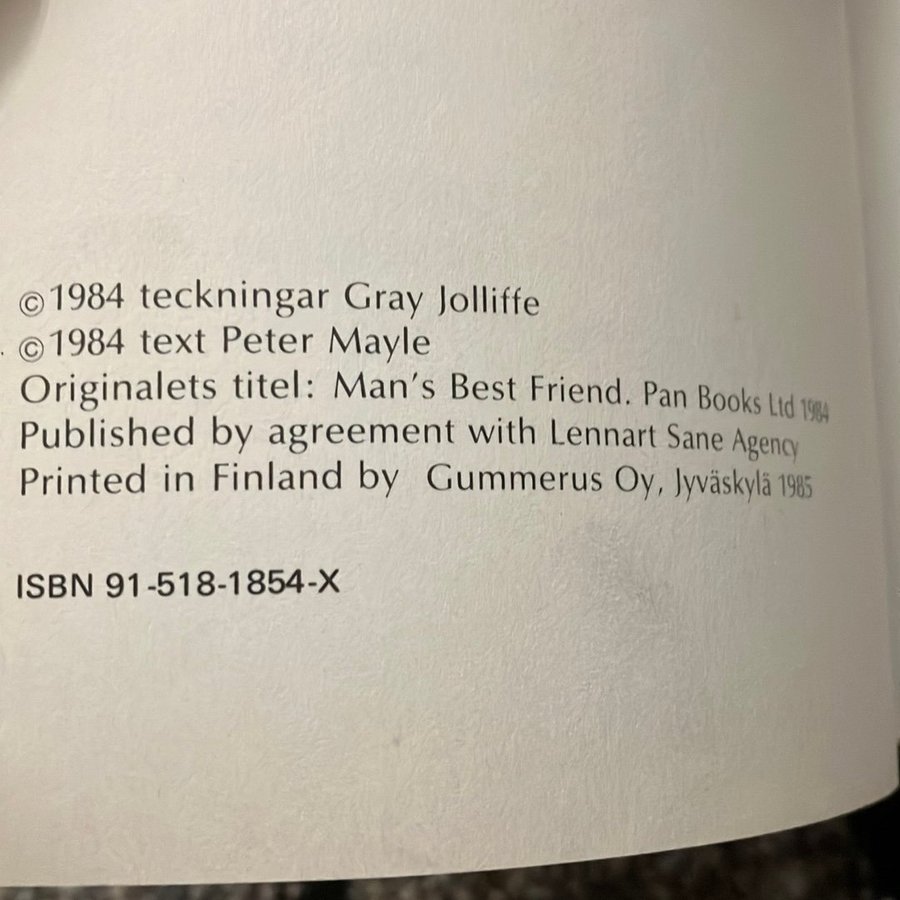 ©1984 teckningar Gray Jolliffe
©1984 text Peter Mayle
Originalets titel: Man's Best Friend. Pan Books Ltd 1984
Published by agreement with Lennart Sane Agency
Printed in Finland by Gummerus Oy, Jyväskylä 1985
ISBN 91-518-1854-X